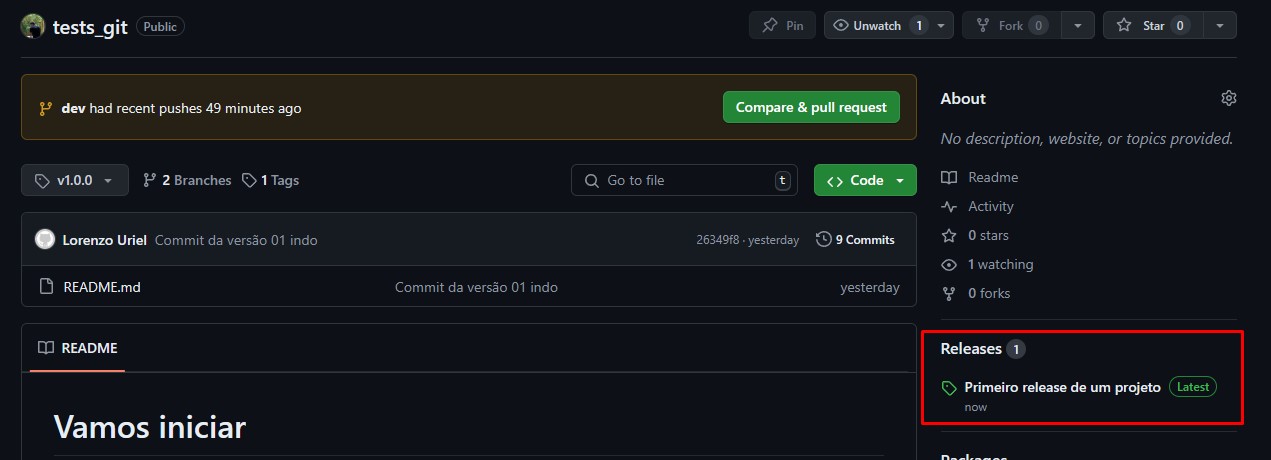 tests_git Public
Pin
Unwatch 1
Fork 0
Star 0
dev had recent pushes 49 minutes ago
Compare & pull request
v1.0.0
2 Branches
1 Tags
Go to file
t
Code
Lorenzo Uriel Commit da versão 01 indo
26349f8 · yesterday
9 Commits
README.md
Commit da versão 01 indo
yesterday
README
Vamos iniciar
About
No description, website, or topics provided.
Readme
Activity
0 stars
1 watching
0 forks
Releases 1
Primeiro release de um projeto Latest
now
Packages